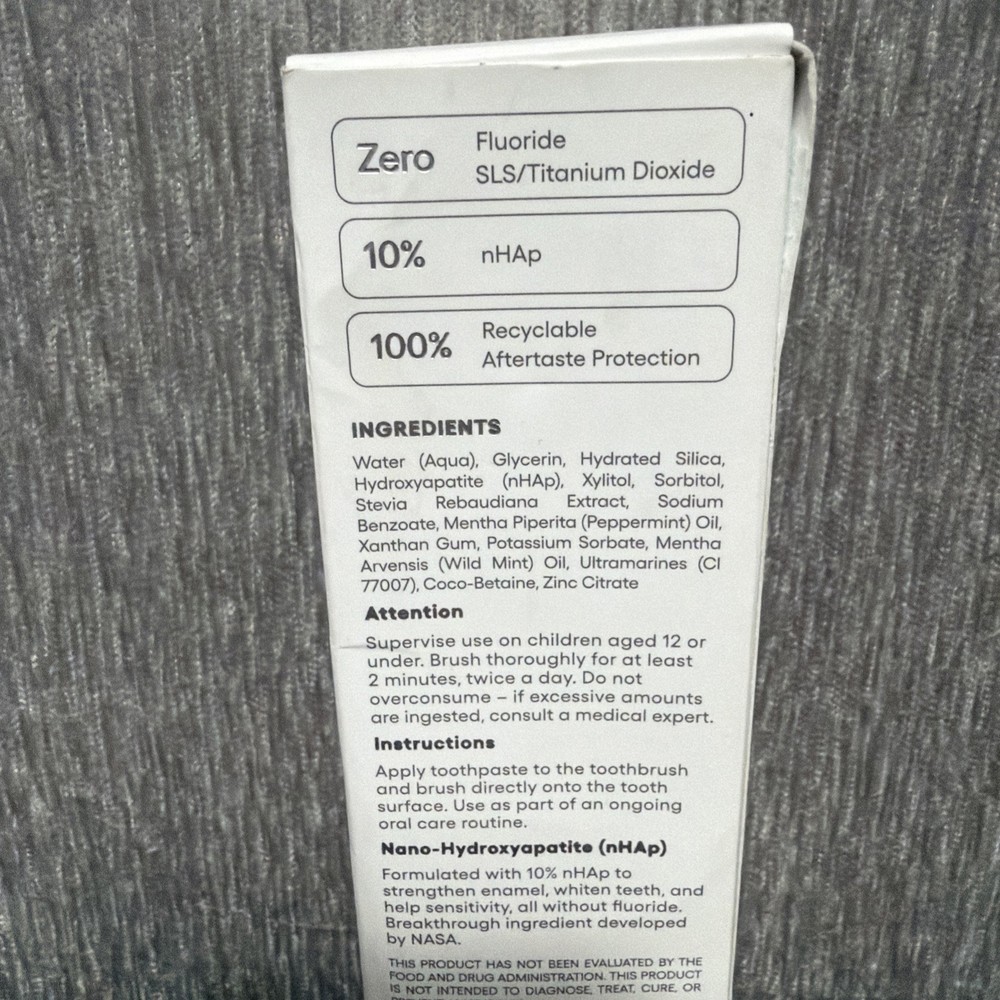 Zero
Fluoride
SLS/Titanium Dioxide
10%
nHAp
100%
Recyclable
Aftertaste Protection
INGREDIENTS
Water (Aqua), Glycerin, Hydrated Silica,
Hydroxyapatite (nHAp), Xylitol, Sorbitol,
Stevia Rebaudiana Extract, Sodium
Benzoate, Mentha Piperita (Peppermint) Oil,
Xanthan Gum, Potassium Sorbate, Mentha
Arvensis (Wild Mint) Oil, Ultramarines (CI
77007), Coco-Betaine, Zinc Citrate
Attention
Supervise use on children aged 12 or
under. Brush thoroughly for at least
2 minutes, twice a day. Do not
overconsume – if excessive amounts
are ingested, consult a medical expert.
Instructions
Apply toothpaste to the toothbrush
and brush directly onto the tooth
surface. Use as part of an ongoing
oral care routine.
Nano-Hydroxyapatite (nHAp)
Formulated with 10% nHAp to
strengthen enamel, whiten teeth, and
help sensitivity, all without fluoride.
Breakthrough ingredient developed
by NASA.
THIS PRODUCT HAS NOT BEEN EVALUATED BY THE
FOOD AND DRUG ADMINISTRATION. THIS PRODUCT
IS NOT INTENDED TO DIAGNOSE, TREAT, CURE, OR